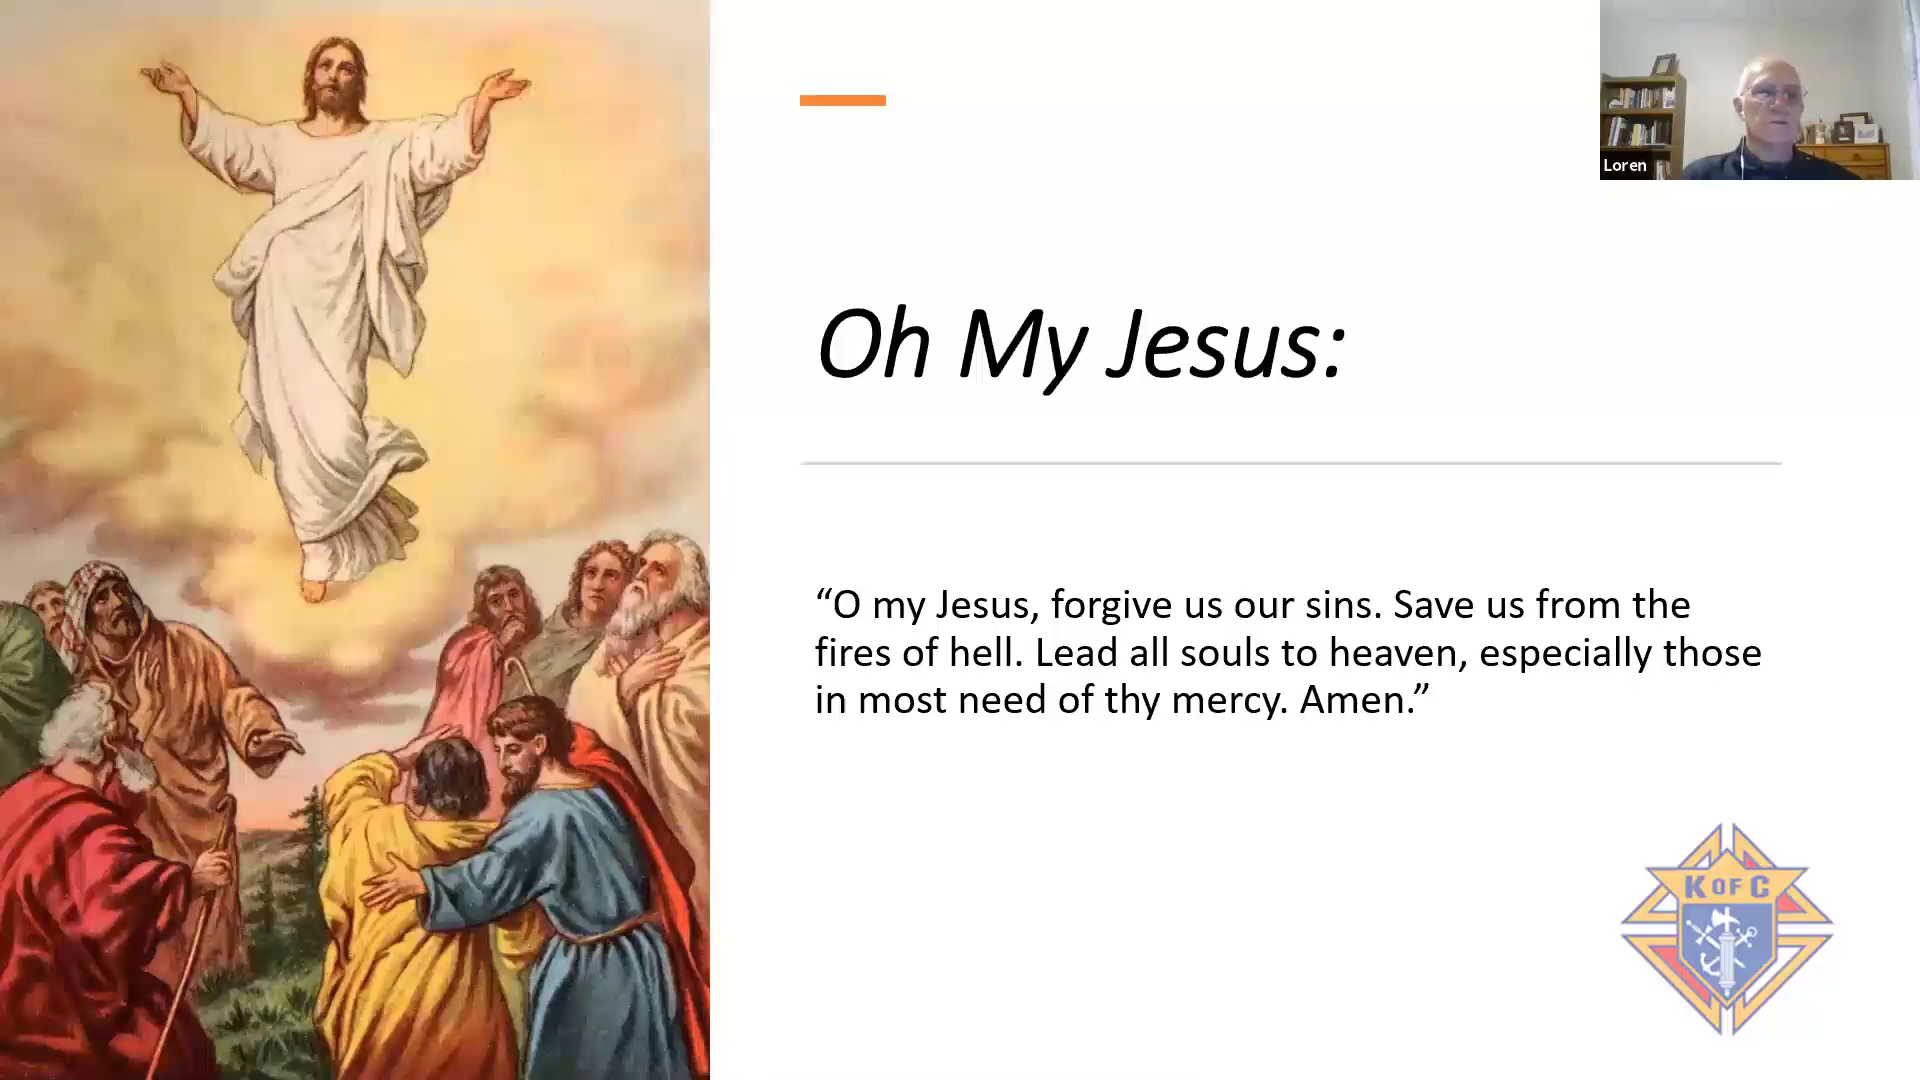 Loren
Oh My Jesus:
“O my Jesus, forgive us our sins. Save us from the
fires of hell. Lead all souls to heaven, especially those
in most need of thy mercy. Amen.”
K OF C